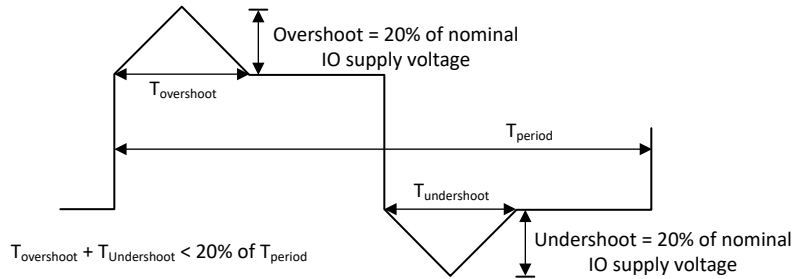 Overshoot = 20% of nominal
IO supply voltage
Tovershoot
Tperiod
Tundershoot
Tovershoot + TUndershoot < 20% of Tperiod
Undershoot = 20% of nominal
IO supply voltage